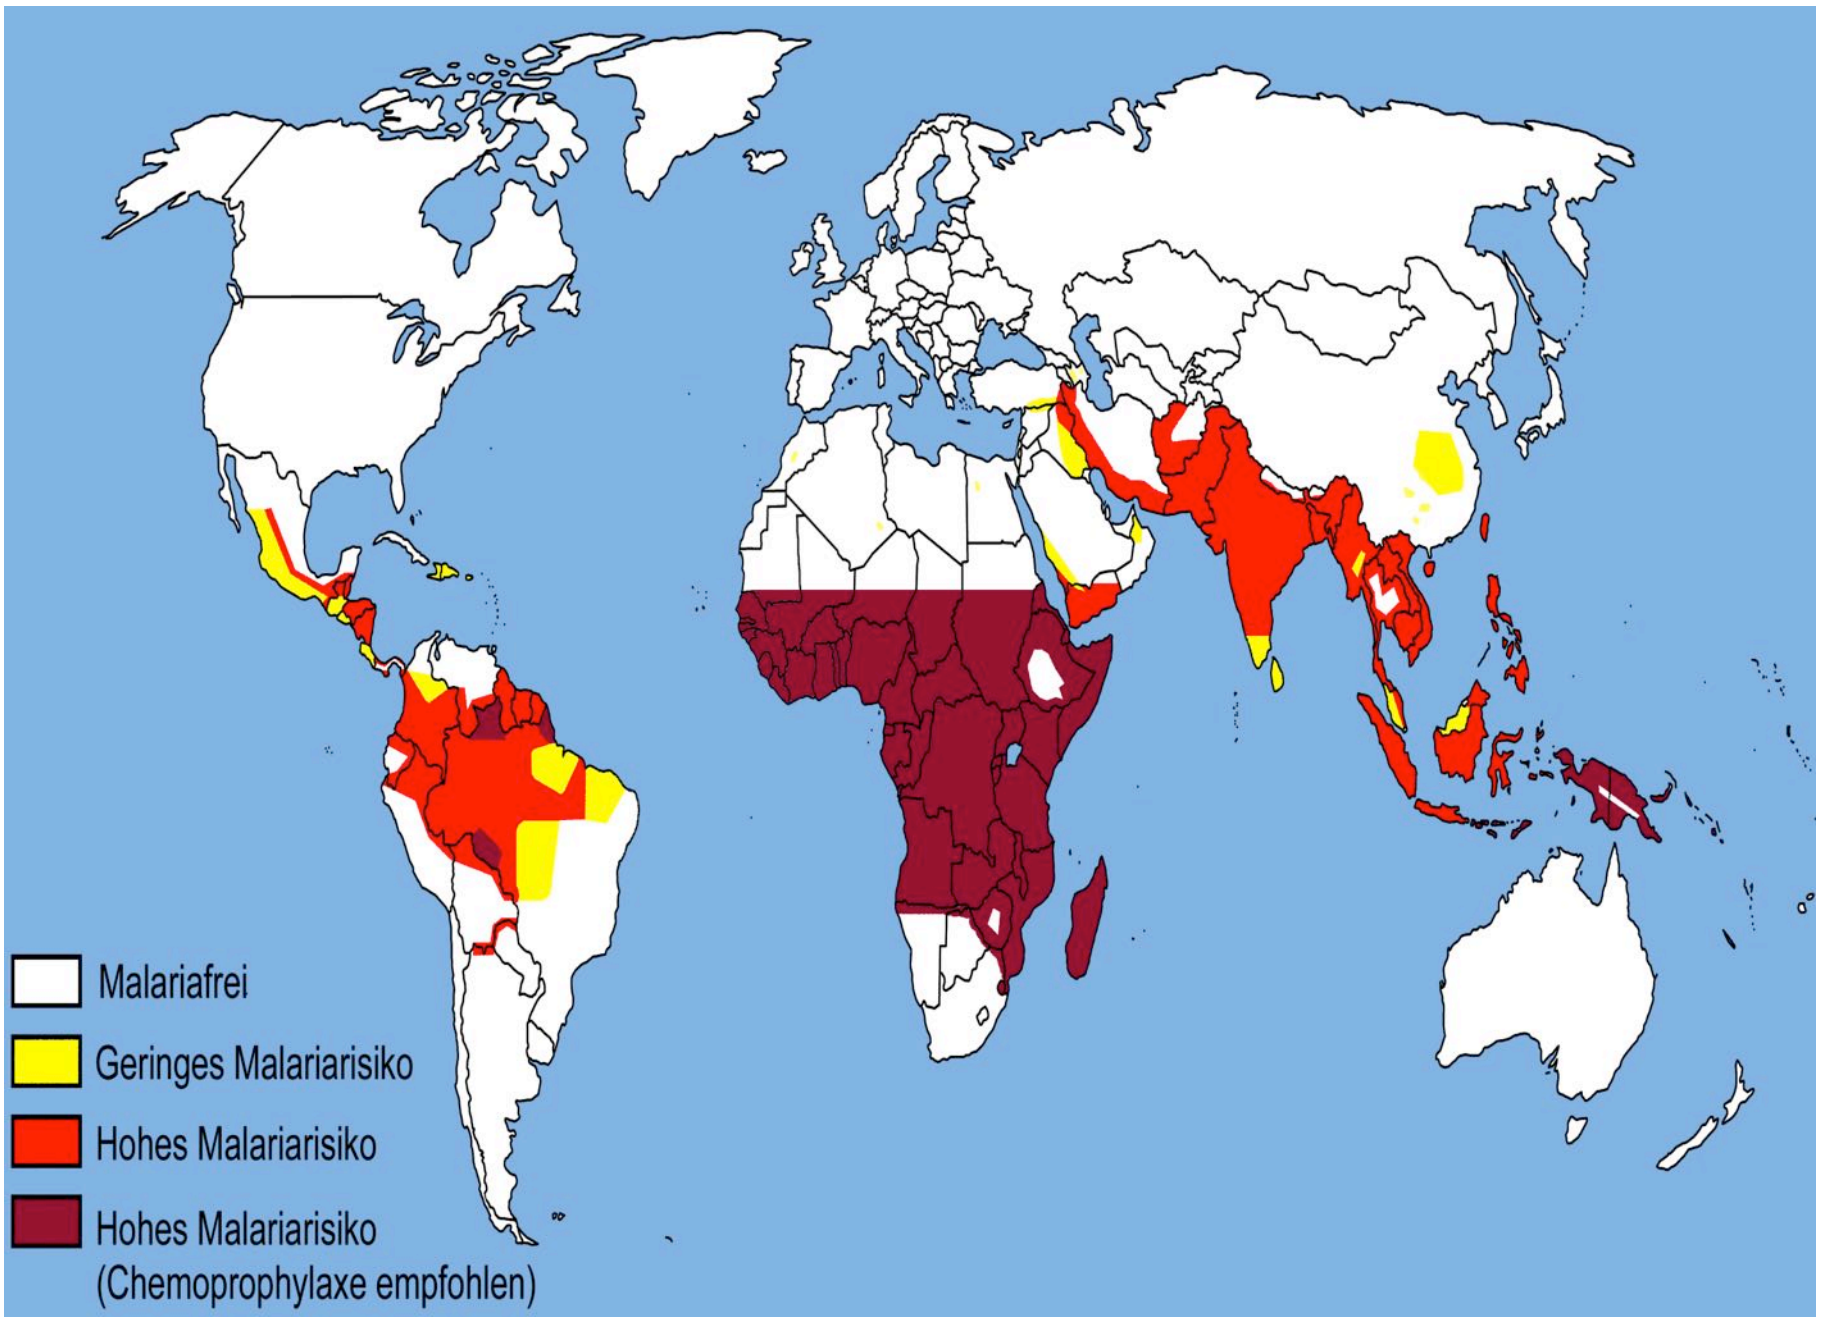 Malariafrei
Geringes Malariarisiko
Hohes Malariarisiko
Hohes Malariarisiko
(Chemoprophylaxe empfohlen)